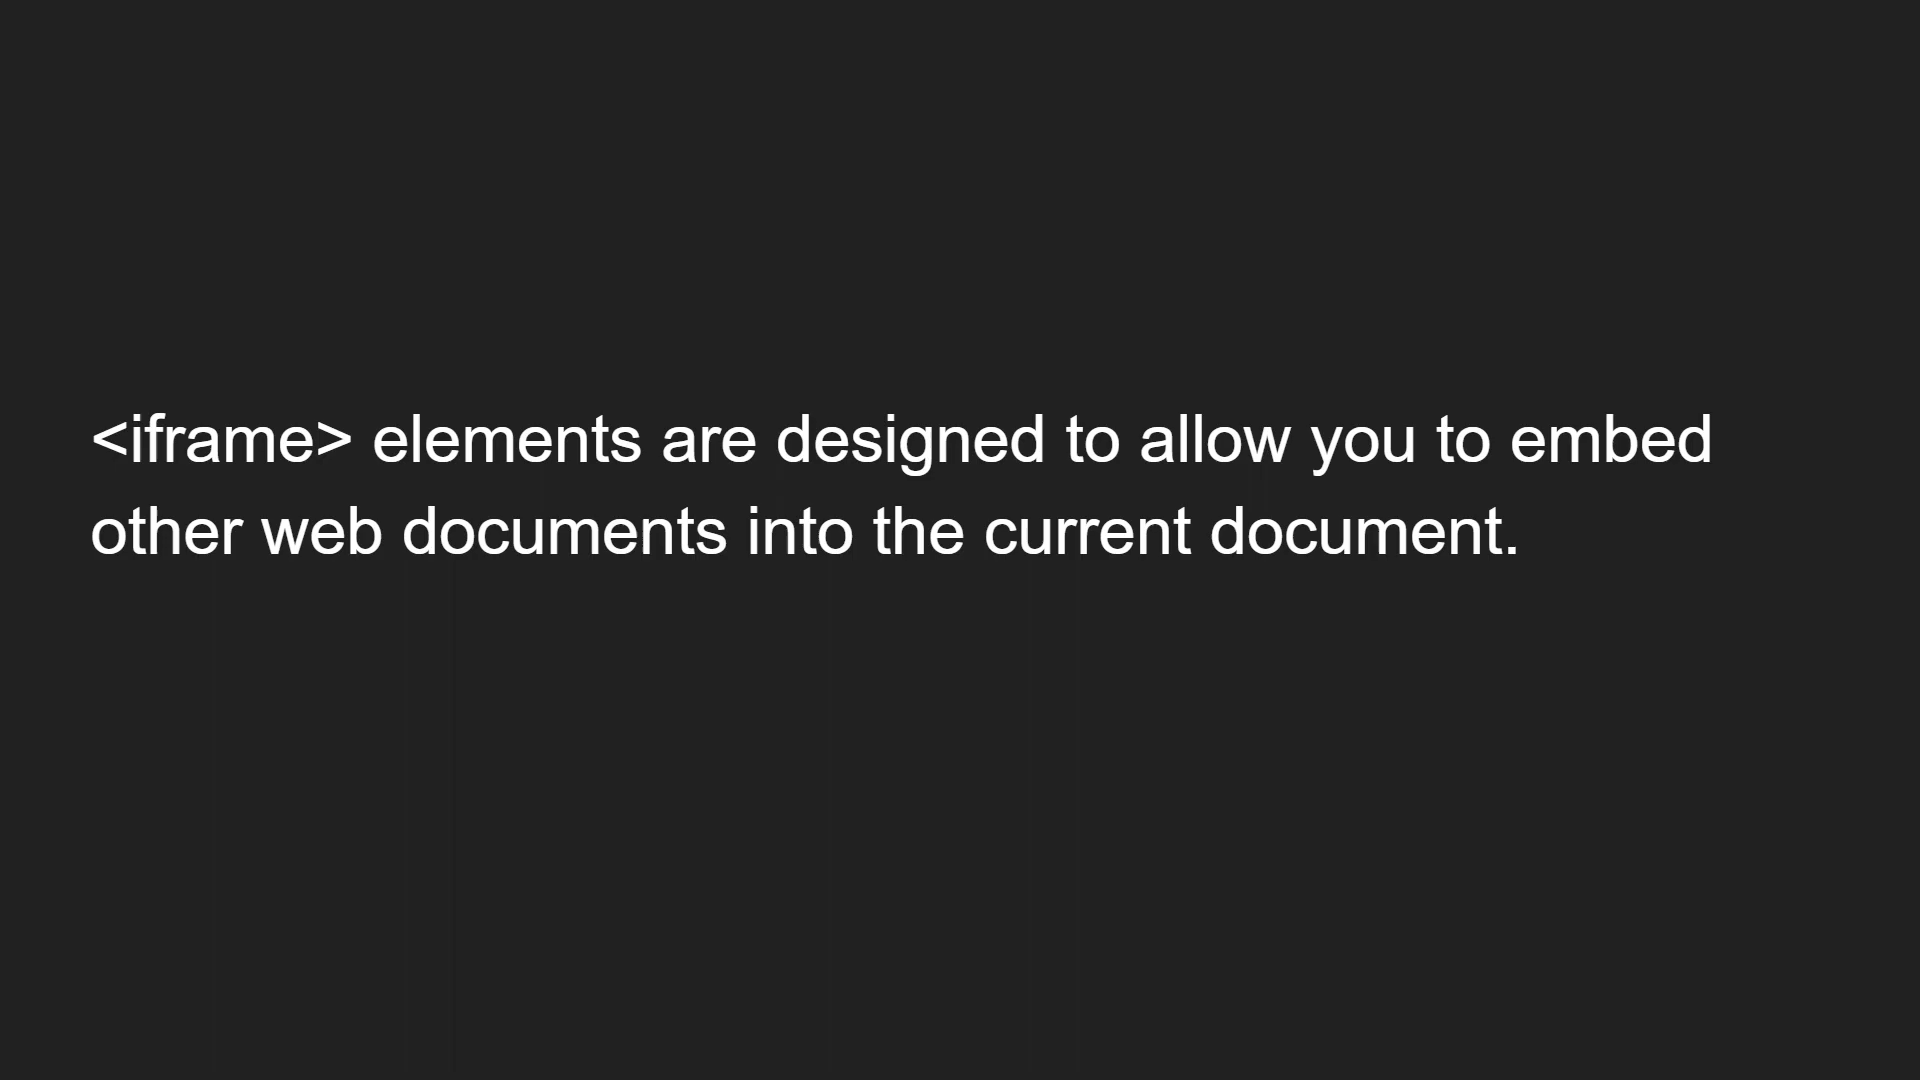 <iframe> elements are designed to allow you to embed
other web documents into the current document.